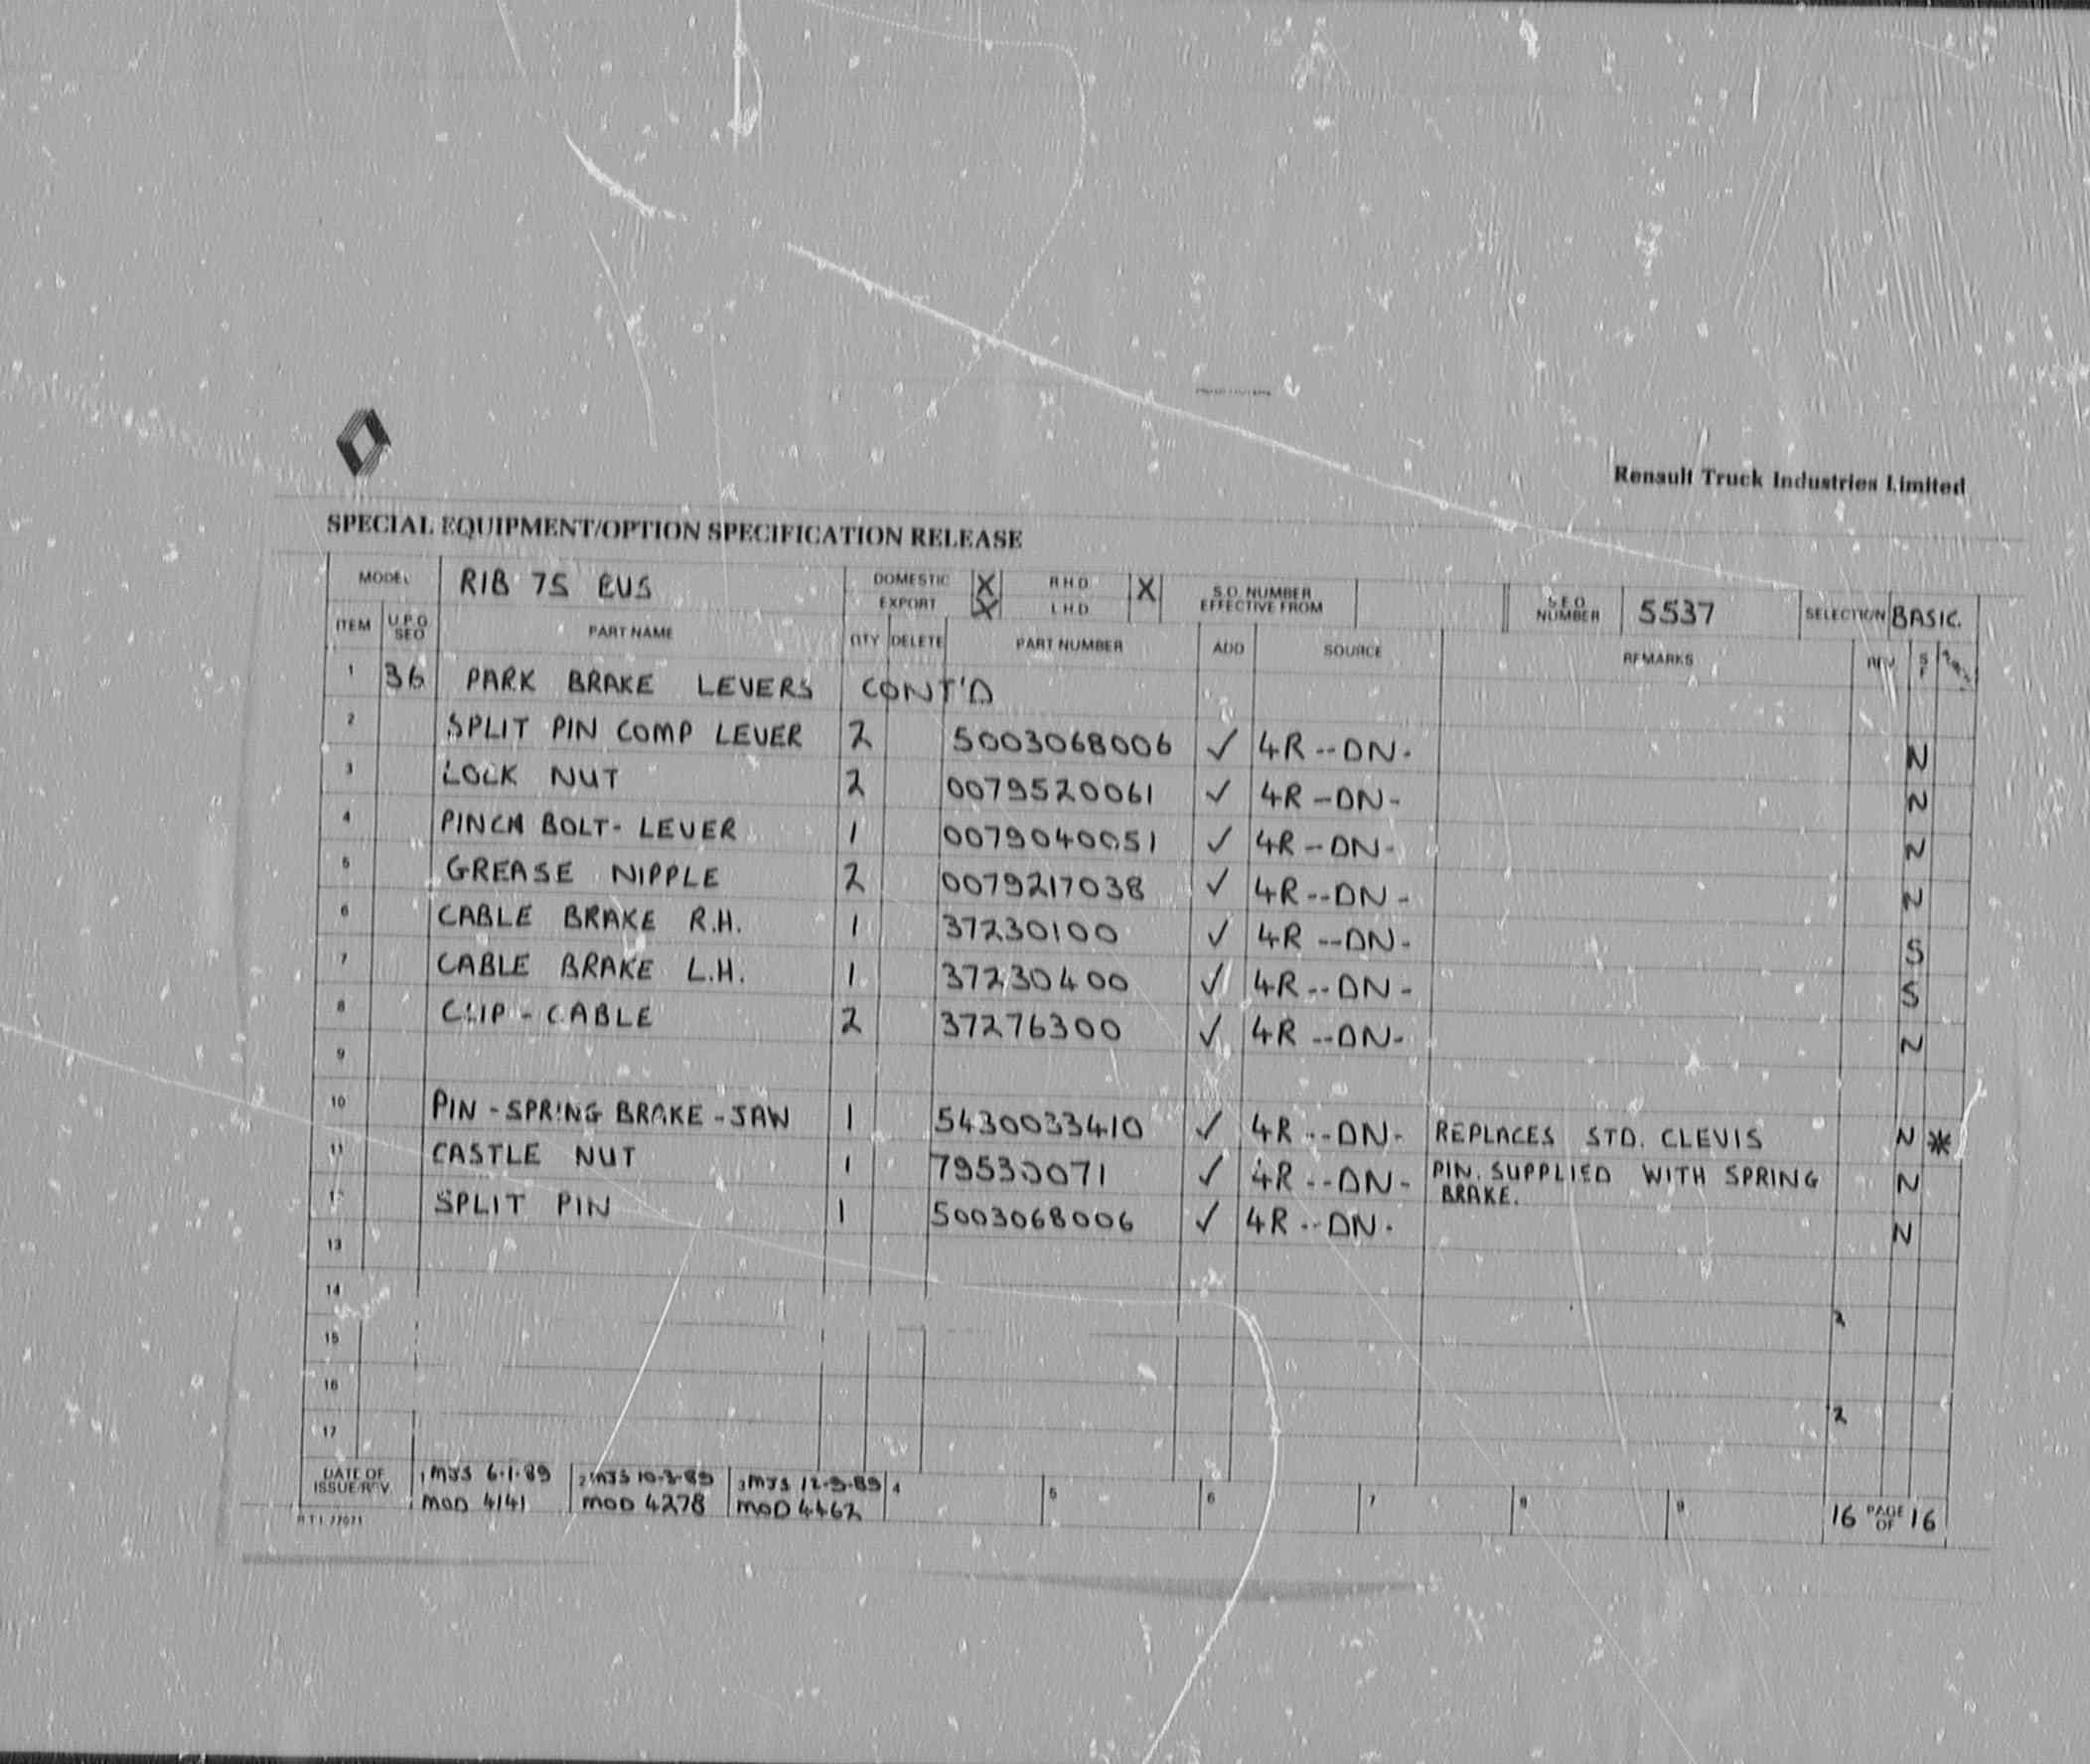 Renault Truck Industries Limited
SPECIAL EQUIPMENT/OPTION SPECIFICATION RELEASE
MODEL RIB 75 EUS DOMESTIC X R H D X S.O. NUMBER S.E.O. 5537 SELECTION BASIC.
EXPORT X L H D EFFECTIVE FROM NUMBER
ITEM U.P.G SEO PART NAME QTY DELETE PART NUMBER ADD SOURCE REMARKS REV S F
1 36 PARK BRAKE LEVERS CONT'D
2 SPLIT PIN COMP LEVER 2 5003068006 ✓ 4R--DN- N
3 LOCK NUT 2 0079520061 ✓ 4R-DN- N
4 PINCH BOLT- LEVER 1 0079040051 ✓ 4R-DN- N
5 GREASE NIPPLE 2 0079217038 ✓ 4R--DN- N
6 CABLE BRAKE R.H. 1 37230100 ✓ 4R--DN- S
7 CABLE BRAKE L.H. 1 37230400 ✓ 4R--DN- S
8 CLIP - CABLE 2 37276300 ✓ 4R--DN- N
9
10 PIN - SPRING BRAKE - JAW 1 5430033410 ✓ 4R--DN- REPLACES STD. CLEVIS N *
11 CASTLE NUT 1 79530071 ✓ 4R--DN- PIN. SUPPLIED WITH SPRING N
BRAKE.
12 SPLIT PIN 1 5003068006 ✓ 4R--DN- N
13
14
2
15
16
2
17
DATE OF 1 MJS 6-1-89 2 MJS 10-3-89 3 MJS 12-9-89 4 5 6 7 8 9 16 PAGE OF 16
ISSUE/REV. MOD 4141 MOD 4278 MOD 4462
R T I 77071